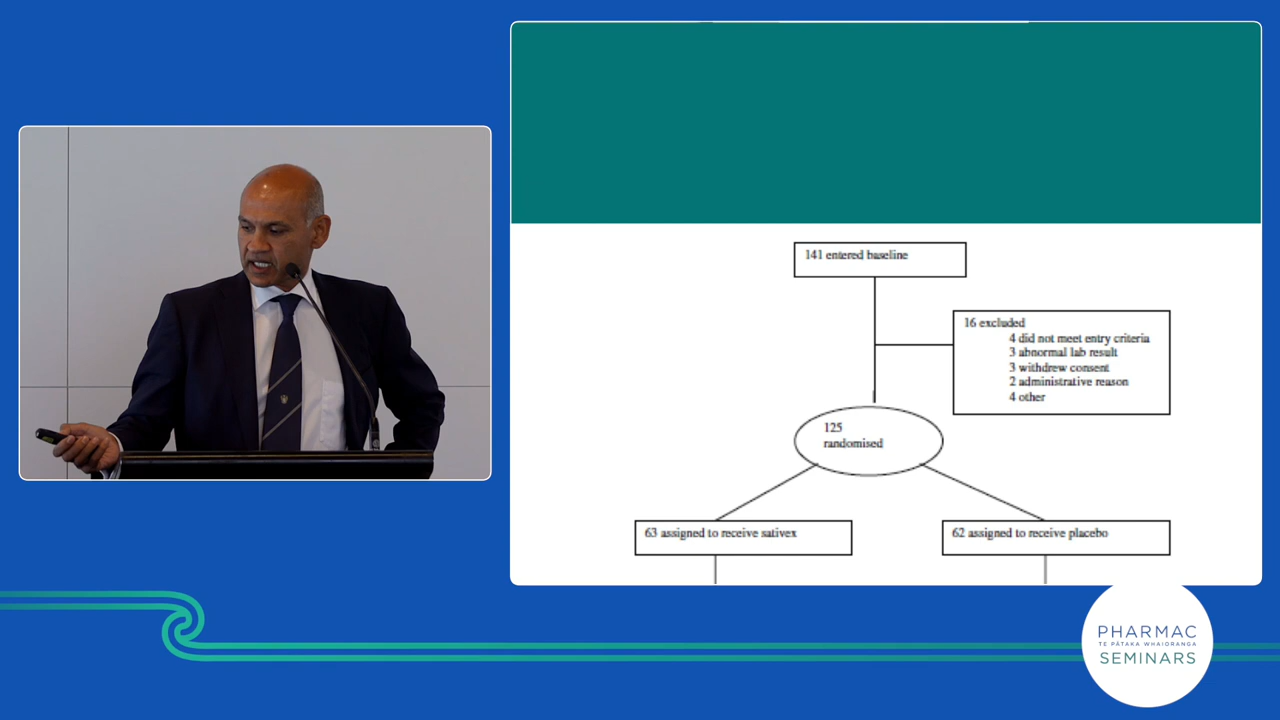 141 entered baseline
16 excluded
4 did not meet entry criteria
3 abnormal lab result
3 withdrew consent
2 administrative reason
4 other
125
randomised
63 assigned to receive sativex
62 assigned to receive placebo
PHARMAC
TE PĀTAKA WHAIORANGA
SEMINARS